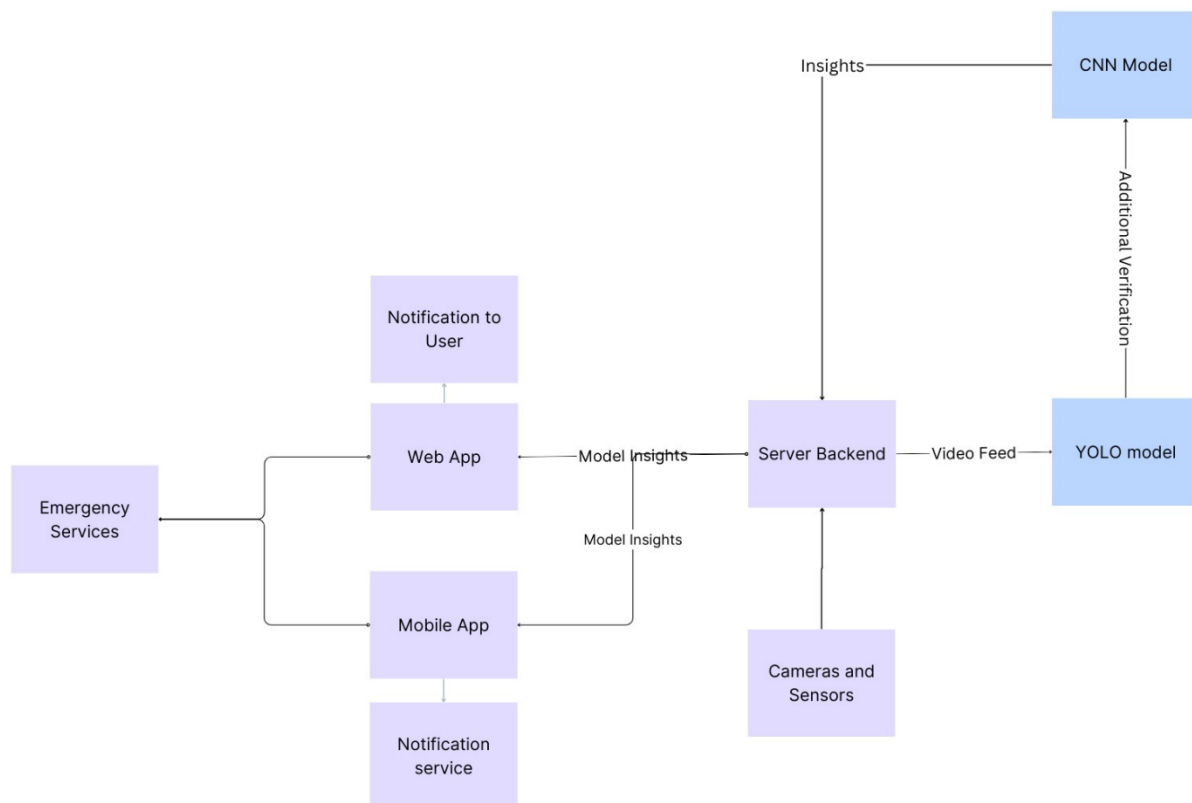 Insights
CNN Model
Additional Verification
Notification to
User
Web App
Model Insights
Server Backend
Video Feed
YOLO model
Emergency
Services
Model Insights
Mobile App
Cameras and
Sensors
Notification
service